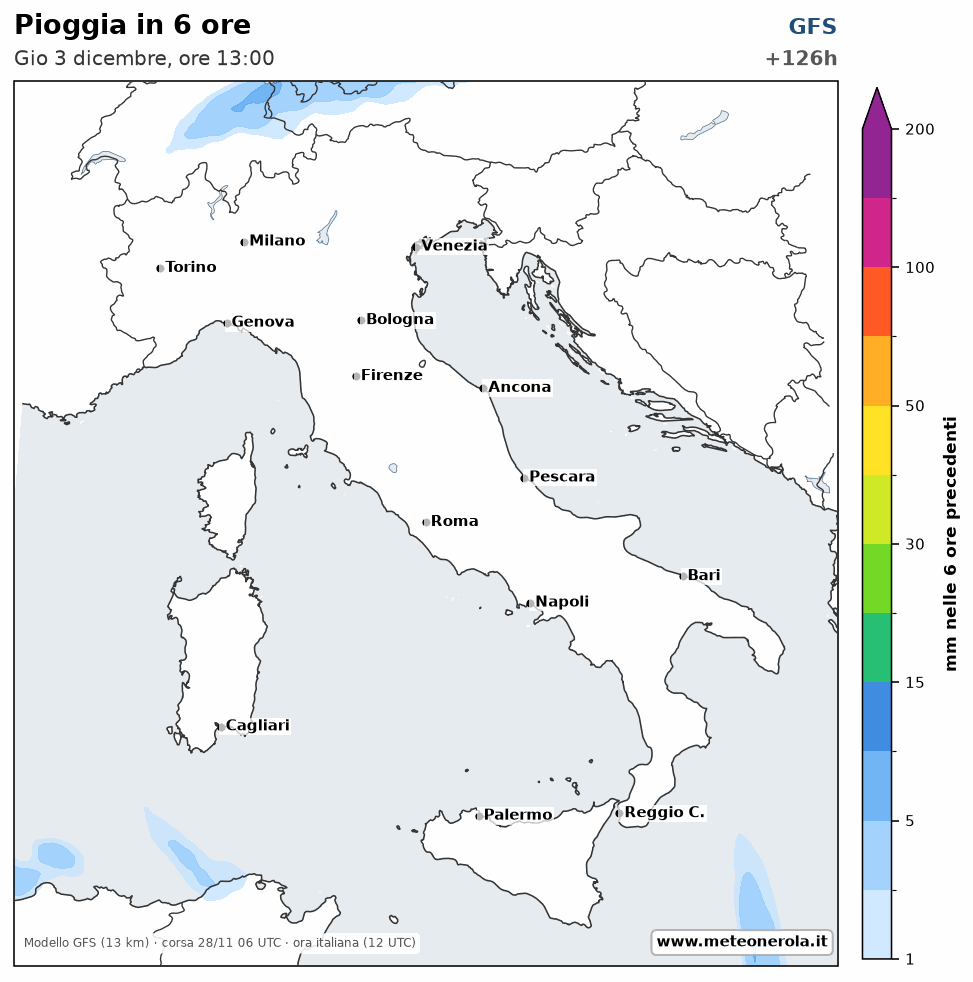 Pioggia in 6 ore
GFS
Gio 3 dicembre, ore 13:00
+126h
200
100
50
30
15
5
1
mm nelle 6 ore precedenti
Milano
Venezia
Torino
Genova
Bologna
Firenze
Ancona
Pescara
Roma
Bari
Napoli
Cagliari
Palermo
Reggio C.
Modello GFS (13 km) · corsa 28/11 06 UTC · ora italiana (12 UTC)
www.meteonerola.it